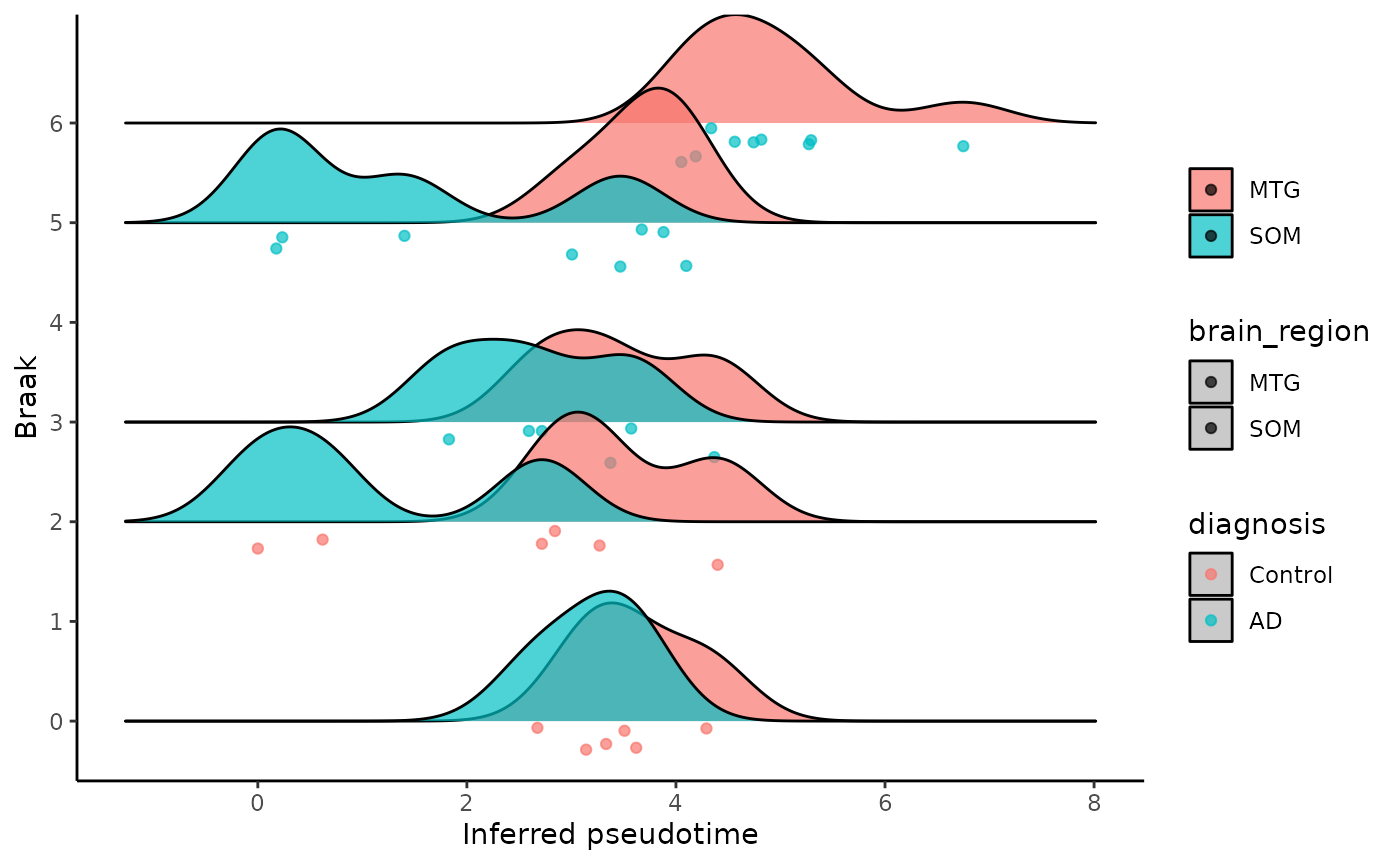 6
5
4
3
2
1
0
Braak
0 2 4 6 8
Inferred pseudotime
MTG
SOM
brain_region
MTG
SOM
diagnosis
Control
AD